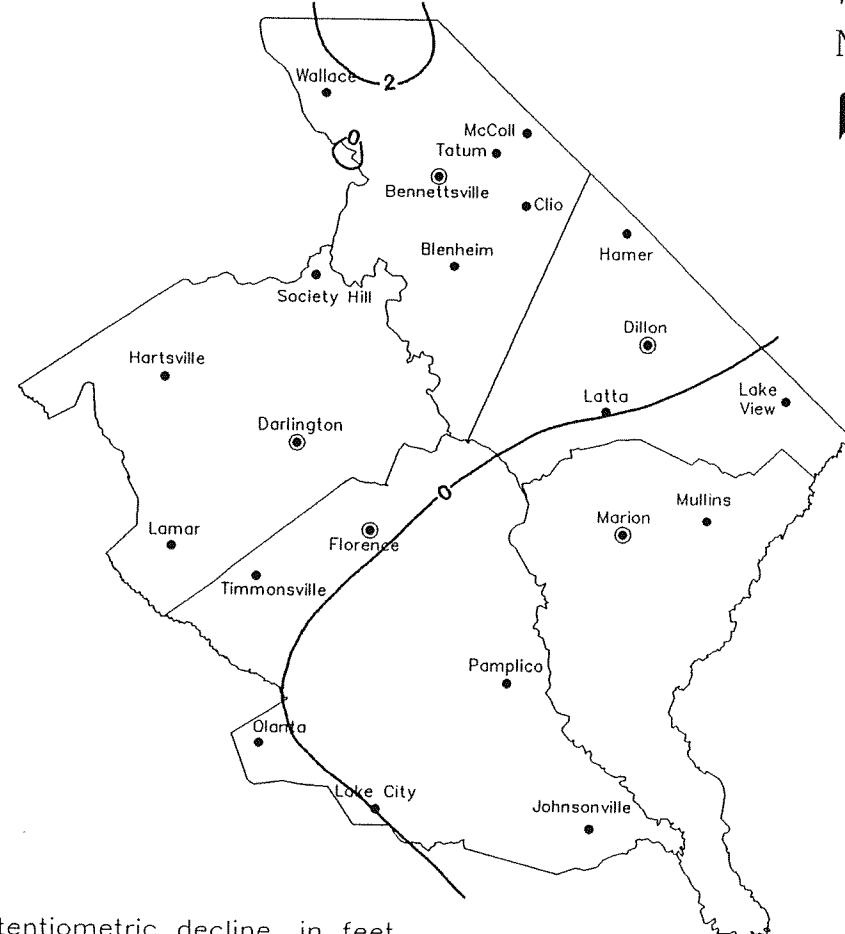 N
2
Wallace
0
McColl
Tatum
Bennettsville
Clio
Blenheim
Hamer
Society Hill
Dillon
Hartsville
Latta
Lake
View
Darlington
0
Mullins
Marion
Lamar
Florence
Timmonsville
Pamplico
Olanta
Lake City
Johnsonville
tentiometric decline, in feet